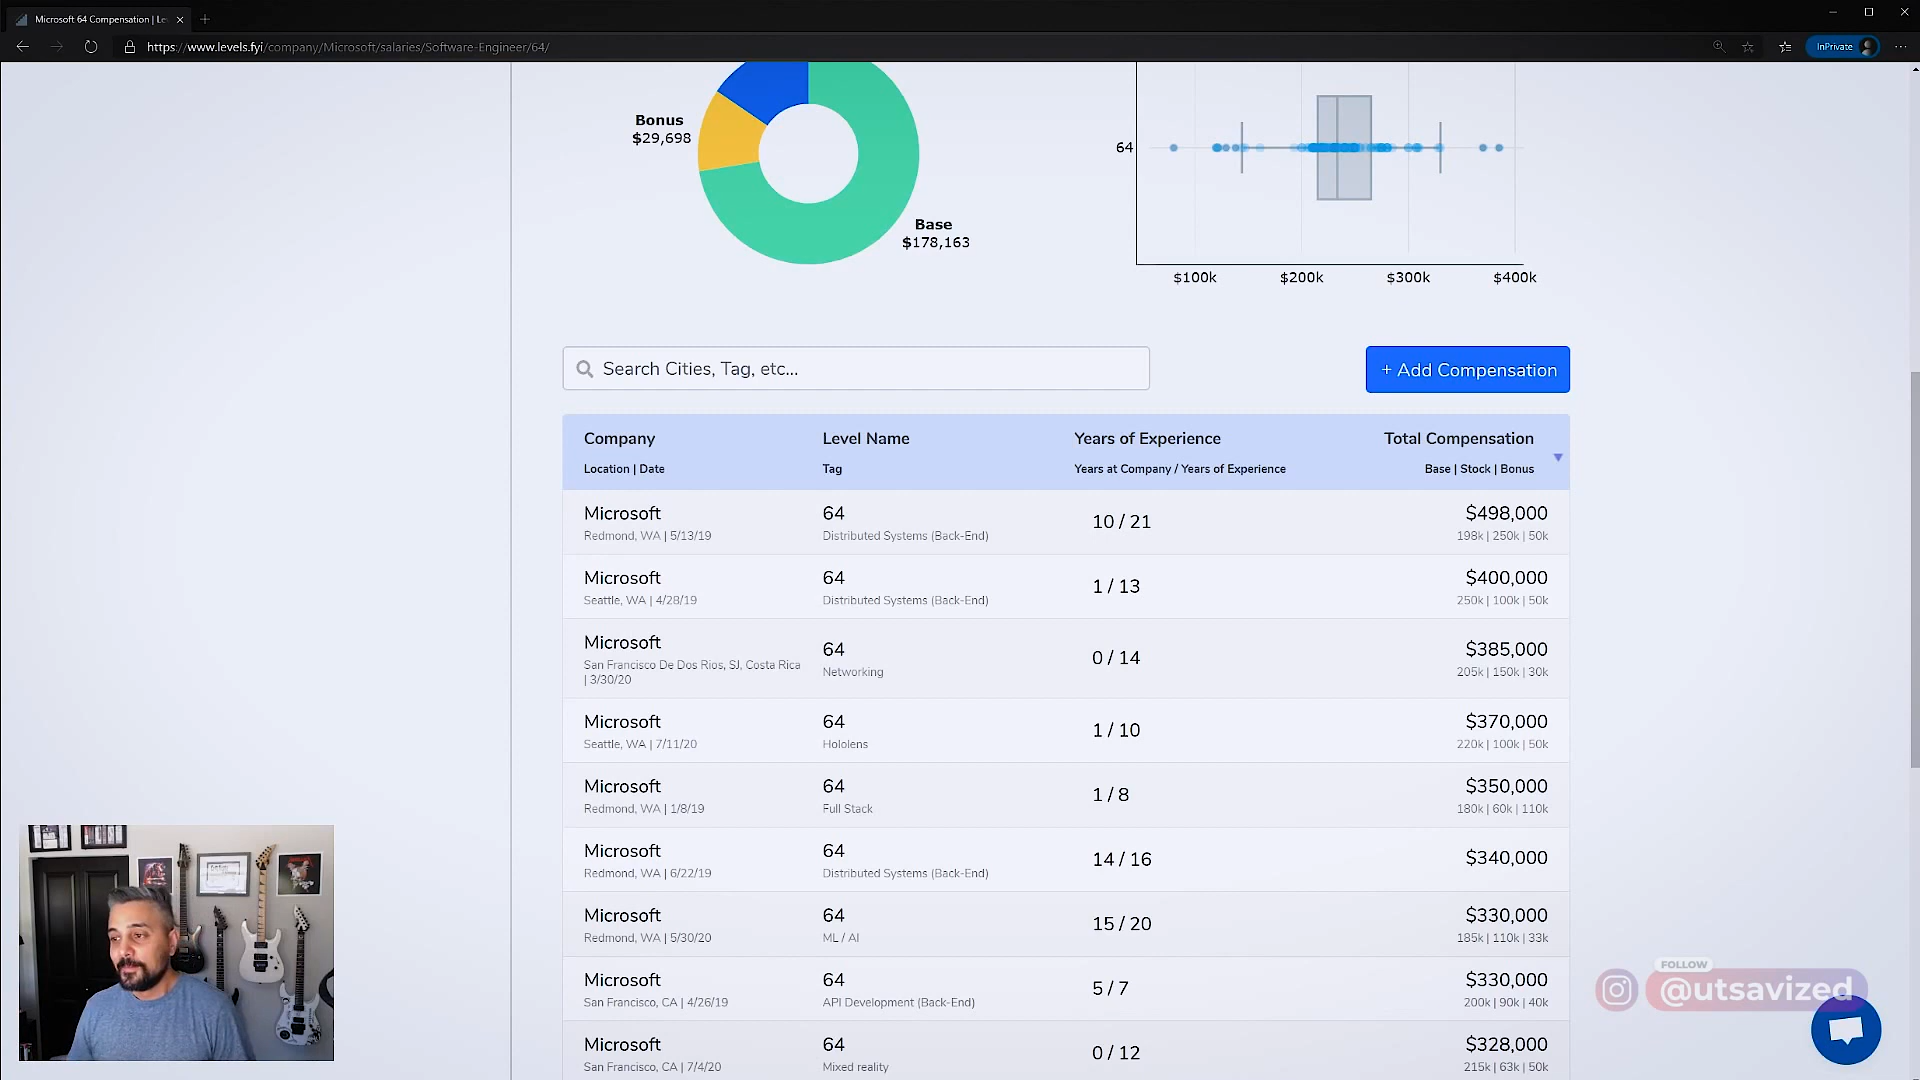 Microsoft 64 Compensation | Le
https://www.levels.fyi/company/Microsoft/salaries/Software-Engineer/64/
InPrivate
Bonus
$29,698
Base
$178,163
64
$100k
$200k
$300k
$400k
Search Cities, Tag, etc...
+ Add Compensation
Company
Level Name
Years of Experience
Total Compensation
Location | Date
Tag
Years at Company / Years of Experience
Base | Stock | Bonus
Microsoft
64
10 / 21
$498,000
Redmond, WA | 5/13/19
Distributed Systems (Back-End)
198k | 250k | 50k
Microsoft
64
1 / 13
$400,000
Seattle, WA | 4/28/19
Distributed Systems (Back-End)
250k | 100k | 50k
Microsoft
64
0 / 14
$385,000
San Francisco De Dos Rios, SJ, Costa Rica
| 3/30/20
Networking
205k | 150k | 30k
Microsoft
64
1 / 10
$370,000
Seattle, WA | 7/11/20
Hololens
220k | 100k | 50k
Microsoft
64
1 / 8
$350,000
Redmond, WA | 1/8/19
Full Stack
180k | 60k | 110k
Microsoft
64
14 / 16
$340,000
Redmond, WA | 6/22/19
Distributed Systems (Back-End)
Microsoft
64
15 / 20
$330,000
Redmond, WA | 5/30/20
ML / AI
185k | 110k | 33k
Microsoft
64
5 / 7
$330,000
San Francisco, CA | 4/26/19
API Development (Back-End)
200k | 90k | 40k
Microsoft
64
0 / 12
$328,000
San Francisco, CA | 7/4/20
Mixed reality
215k | 63k | 50k
FOLLOW
@utsavized